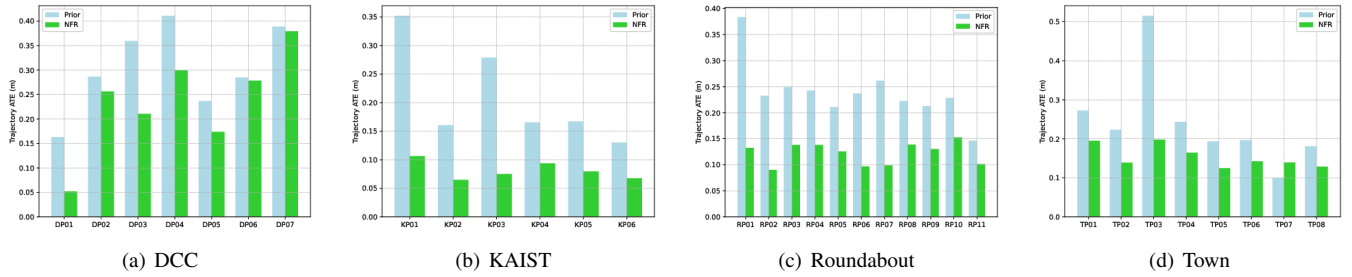 Trajectory ATE (m)
0.40
0.35
0.30
0.25
0.20
0.15
0.10
0.05
0.00
Prior
NFR
DP01 DP02 DP03 DP04 DP05 DP06 DP07
(a) DCC
Trajectory ATE (m)
0.35
0.30
0.25
0.20
0.15
0.10
0.05
0.00
Prior
NFR
KP01 KP02 KP03 KP04 KP05 KP06
(b) KAIST
Trajectory ATE (m)
0.40
0.35
0.30
0.25
0.20
0.15
0.10
0.05
0.00
Prior
NFR
RP01 RP02 RP03 RP04 RP05 RP06 RP07 RP08 RP09 RP10 RP11
(c) Roundabout
Trajectory ATE (m)
0.5
0.4
0.3
0.2
0.1
0.0
Prior
NFR
TP01 TP02 TP03 TP04 TP05 TP06 TP07 TP08
(d) Town